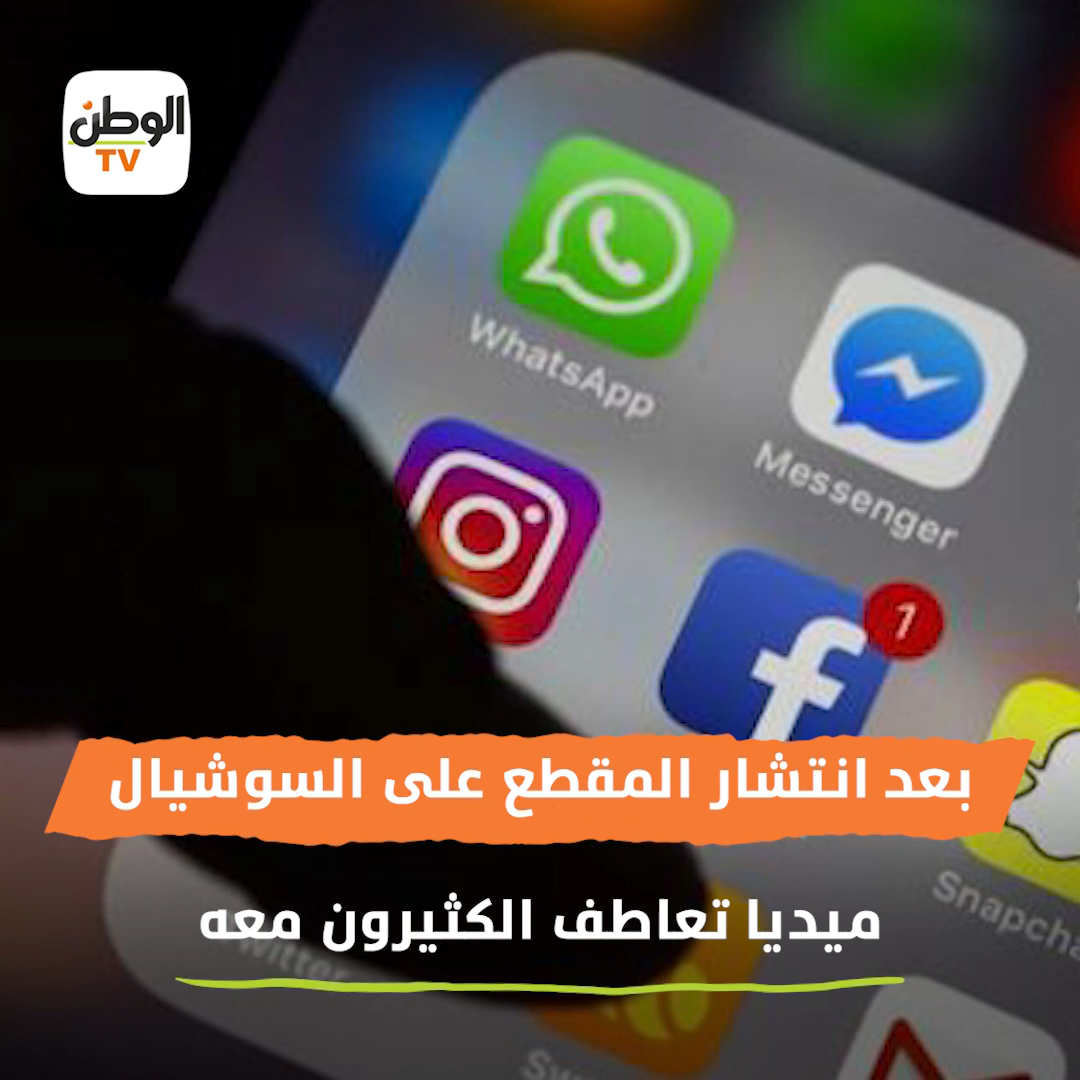 الوطن
TV
WhatsApp
Messenger
1
بعد انتشار المقطع على السوشيال
ميديا تعاطف الكثيرون معه